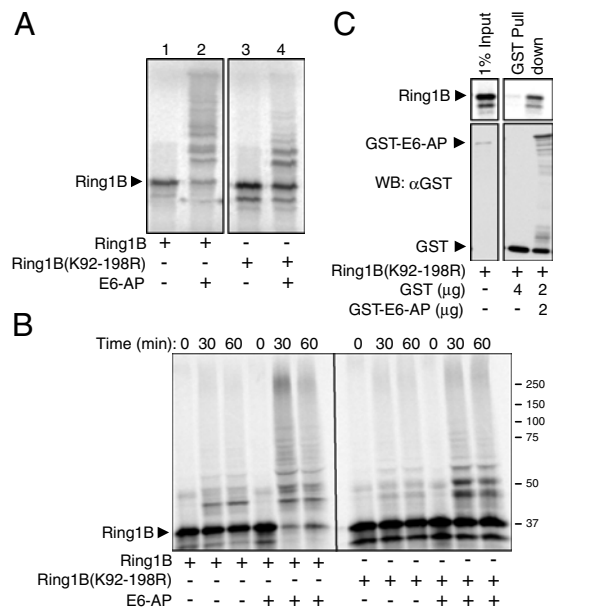 A
1 2 3 4
Ring1B
Ring1B + + - -
Ring1B(K92-198R) - - + +
E6-AP - + - +
C
1% Input
GST Pull
down
Ring1B
GST-E6-AP
WB: αGST
GST
Ring1B(K92-198R) + + +
GST (μg) - 4 2
GST-E6-AP (μg) - - 2
B
Time (min): 0 30 60 0 30 60 0 30 60 0 30 60
250
150
100
75
50
37
Ring1B
Ring1B + + + + + + - - - - - -
Ring1B(K92-198R) - - - - - - + + + + + +
E6-AP - - - + + + - - - + + +